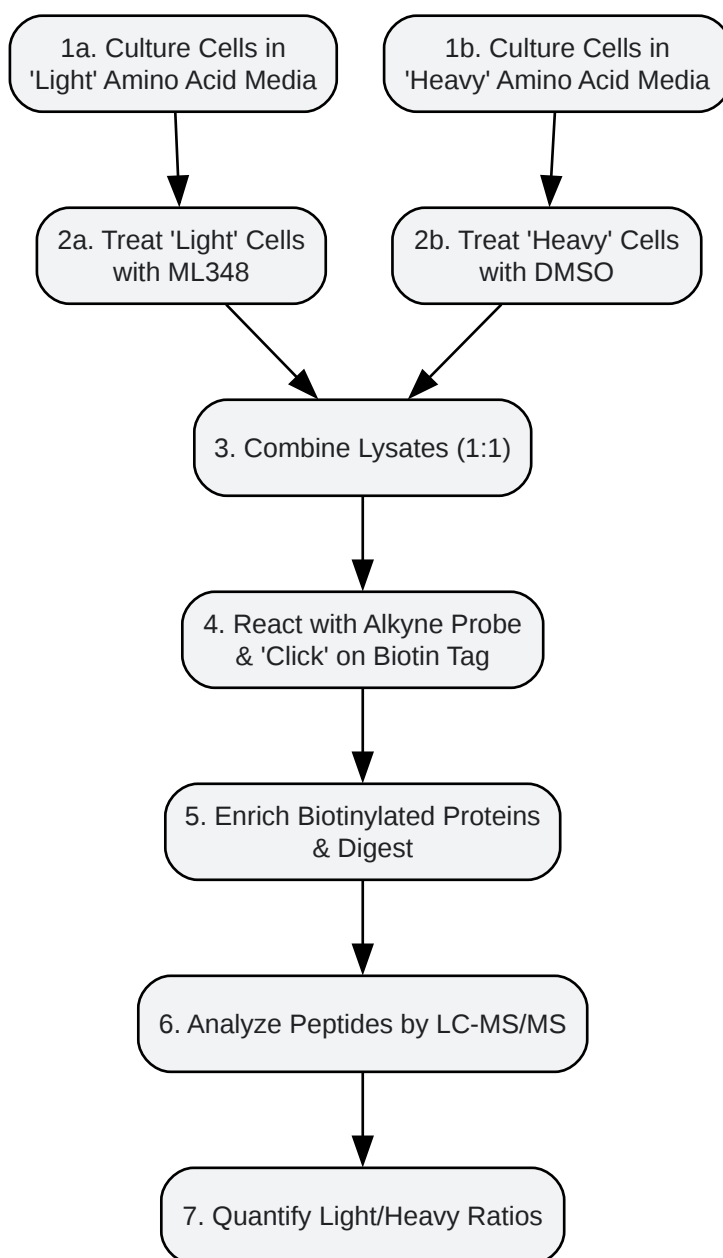 1a. Culture Cells in
'Light' Amino Acid Media
1b. Culture Cells in
'Heavy' Amino Acid Media
2a. Treat 'Light' Cells
with ML348
2b. Treat 'Heavy' Cells
with DMSO
3. Combine Lysates (1:1)
4. React with Alkyne Probe
& 'Click' on Biotin Tag
5. Enrich Biotinylated Proteins
& Digest
6. Analyze Peptides by LC-MS/MS
7. Quantify Light/Heavy Ratios